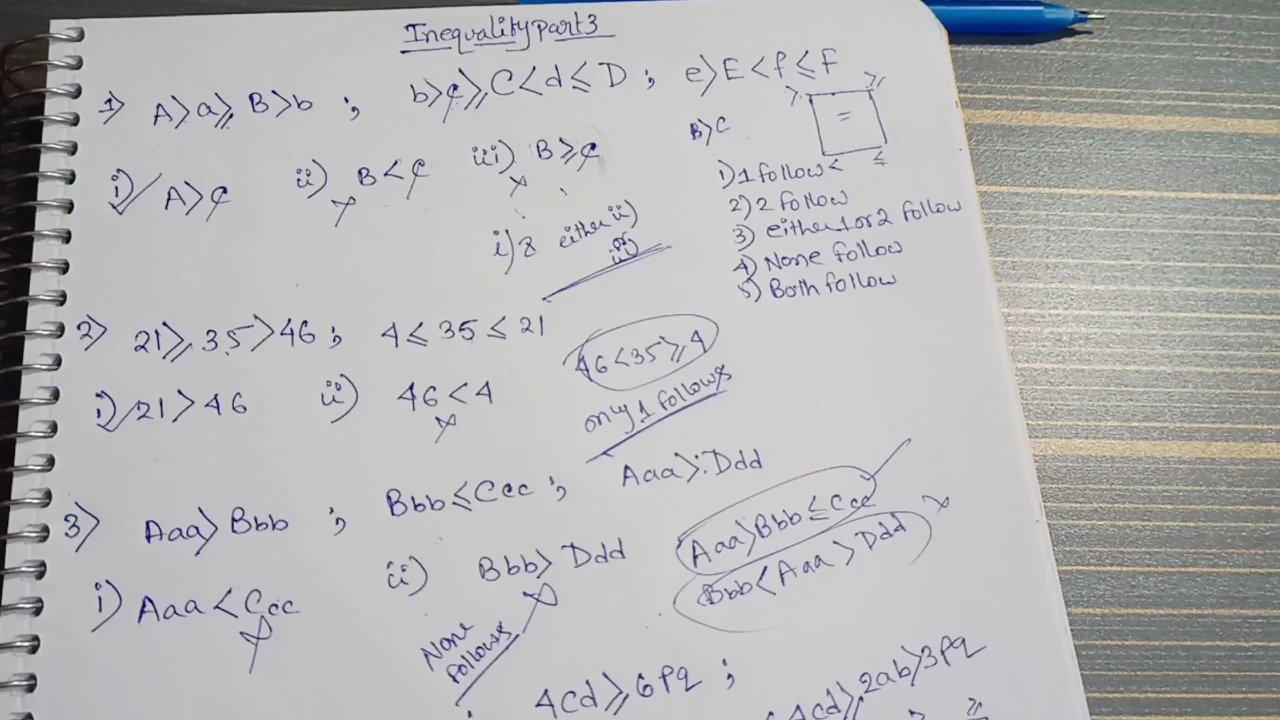 Inequality part 3
1) A > a ≥ B > b ; b > ¢ ≥ C < d ≤ D ; e > E < f ≤ F
B > C
> ≥
=
≤
i) ✓ A > ¢ ii) B < ¢ × iii) B ≥ ¢ ×
i) & either ii) or iii)
1) 1 follow <
2) 2 follow
3) either 1 or 2 follow
4) None follow
5) Both follow
2) 21 ≥ 35 > 46 ; 4 ≤ 35 ≤ 21
46 < 35 ≥ 4
i) ✓ 21 > 46 ii) 46 < 4 ×
only 1 follows
3) Aaa > Bbb ; Bbb ≤ Ccc ; Aaa > : Ddd
Aaa > Bbb ≤ Ccc
Bbb < Aaa > Ddd ×
i) Aaa < Ccc × ii) Bbb > Ddd ×
None follows
4cd ≥ 6Pq ;
4cd ≥ 2ab > 3Pq